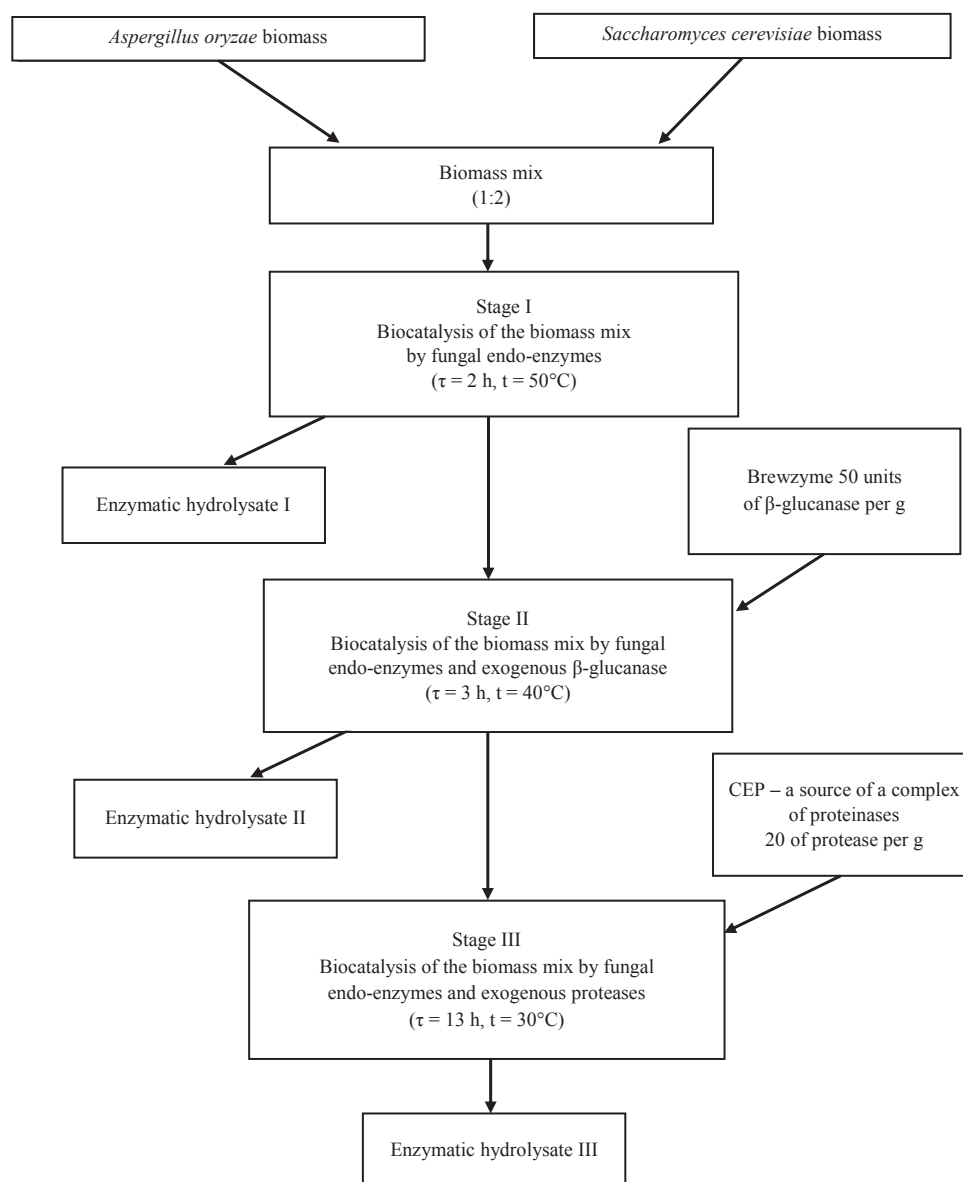 Aspergillus oryzae biomass
Saccharomyces cerevisiae biomass
Biomass mix
(1:2)
Stage I
Biocatalysis of the biomass mix
by fungal endo-enzymes
(τ = 2 h, t = 50°C)
Enzymatic hydrolysate I
Brewzyme 50 units
of β-glucanase per g
Stage II
Biocatalysis of the biomass mix by fungal
endo-enzymes and exogenous β-glucanase
(τ = 3 h, t = 40°C)
Enzymatic hydrolysate II
CEP – a source of a complex
of proteinases
20 of protease per g
Stage III
Biocatalysis of the biomass mix by fungal
endo-enzymes and exogenous proteases
(τ = 13 h, t = 30°C)
Enzymatic hydrolysate III